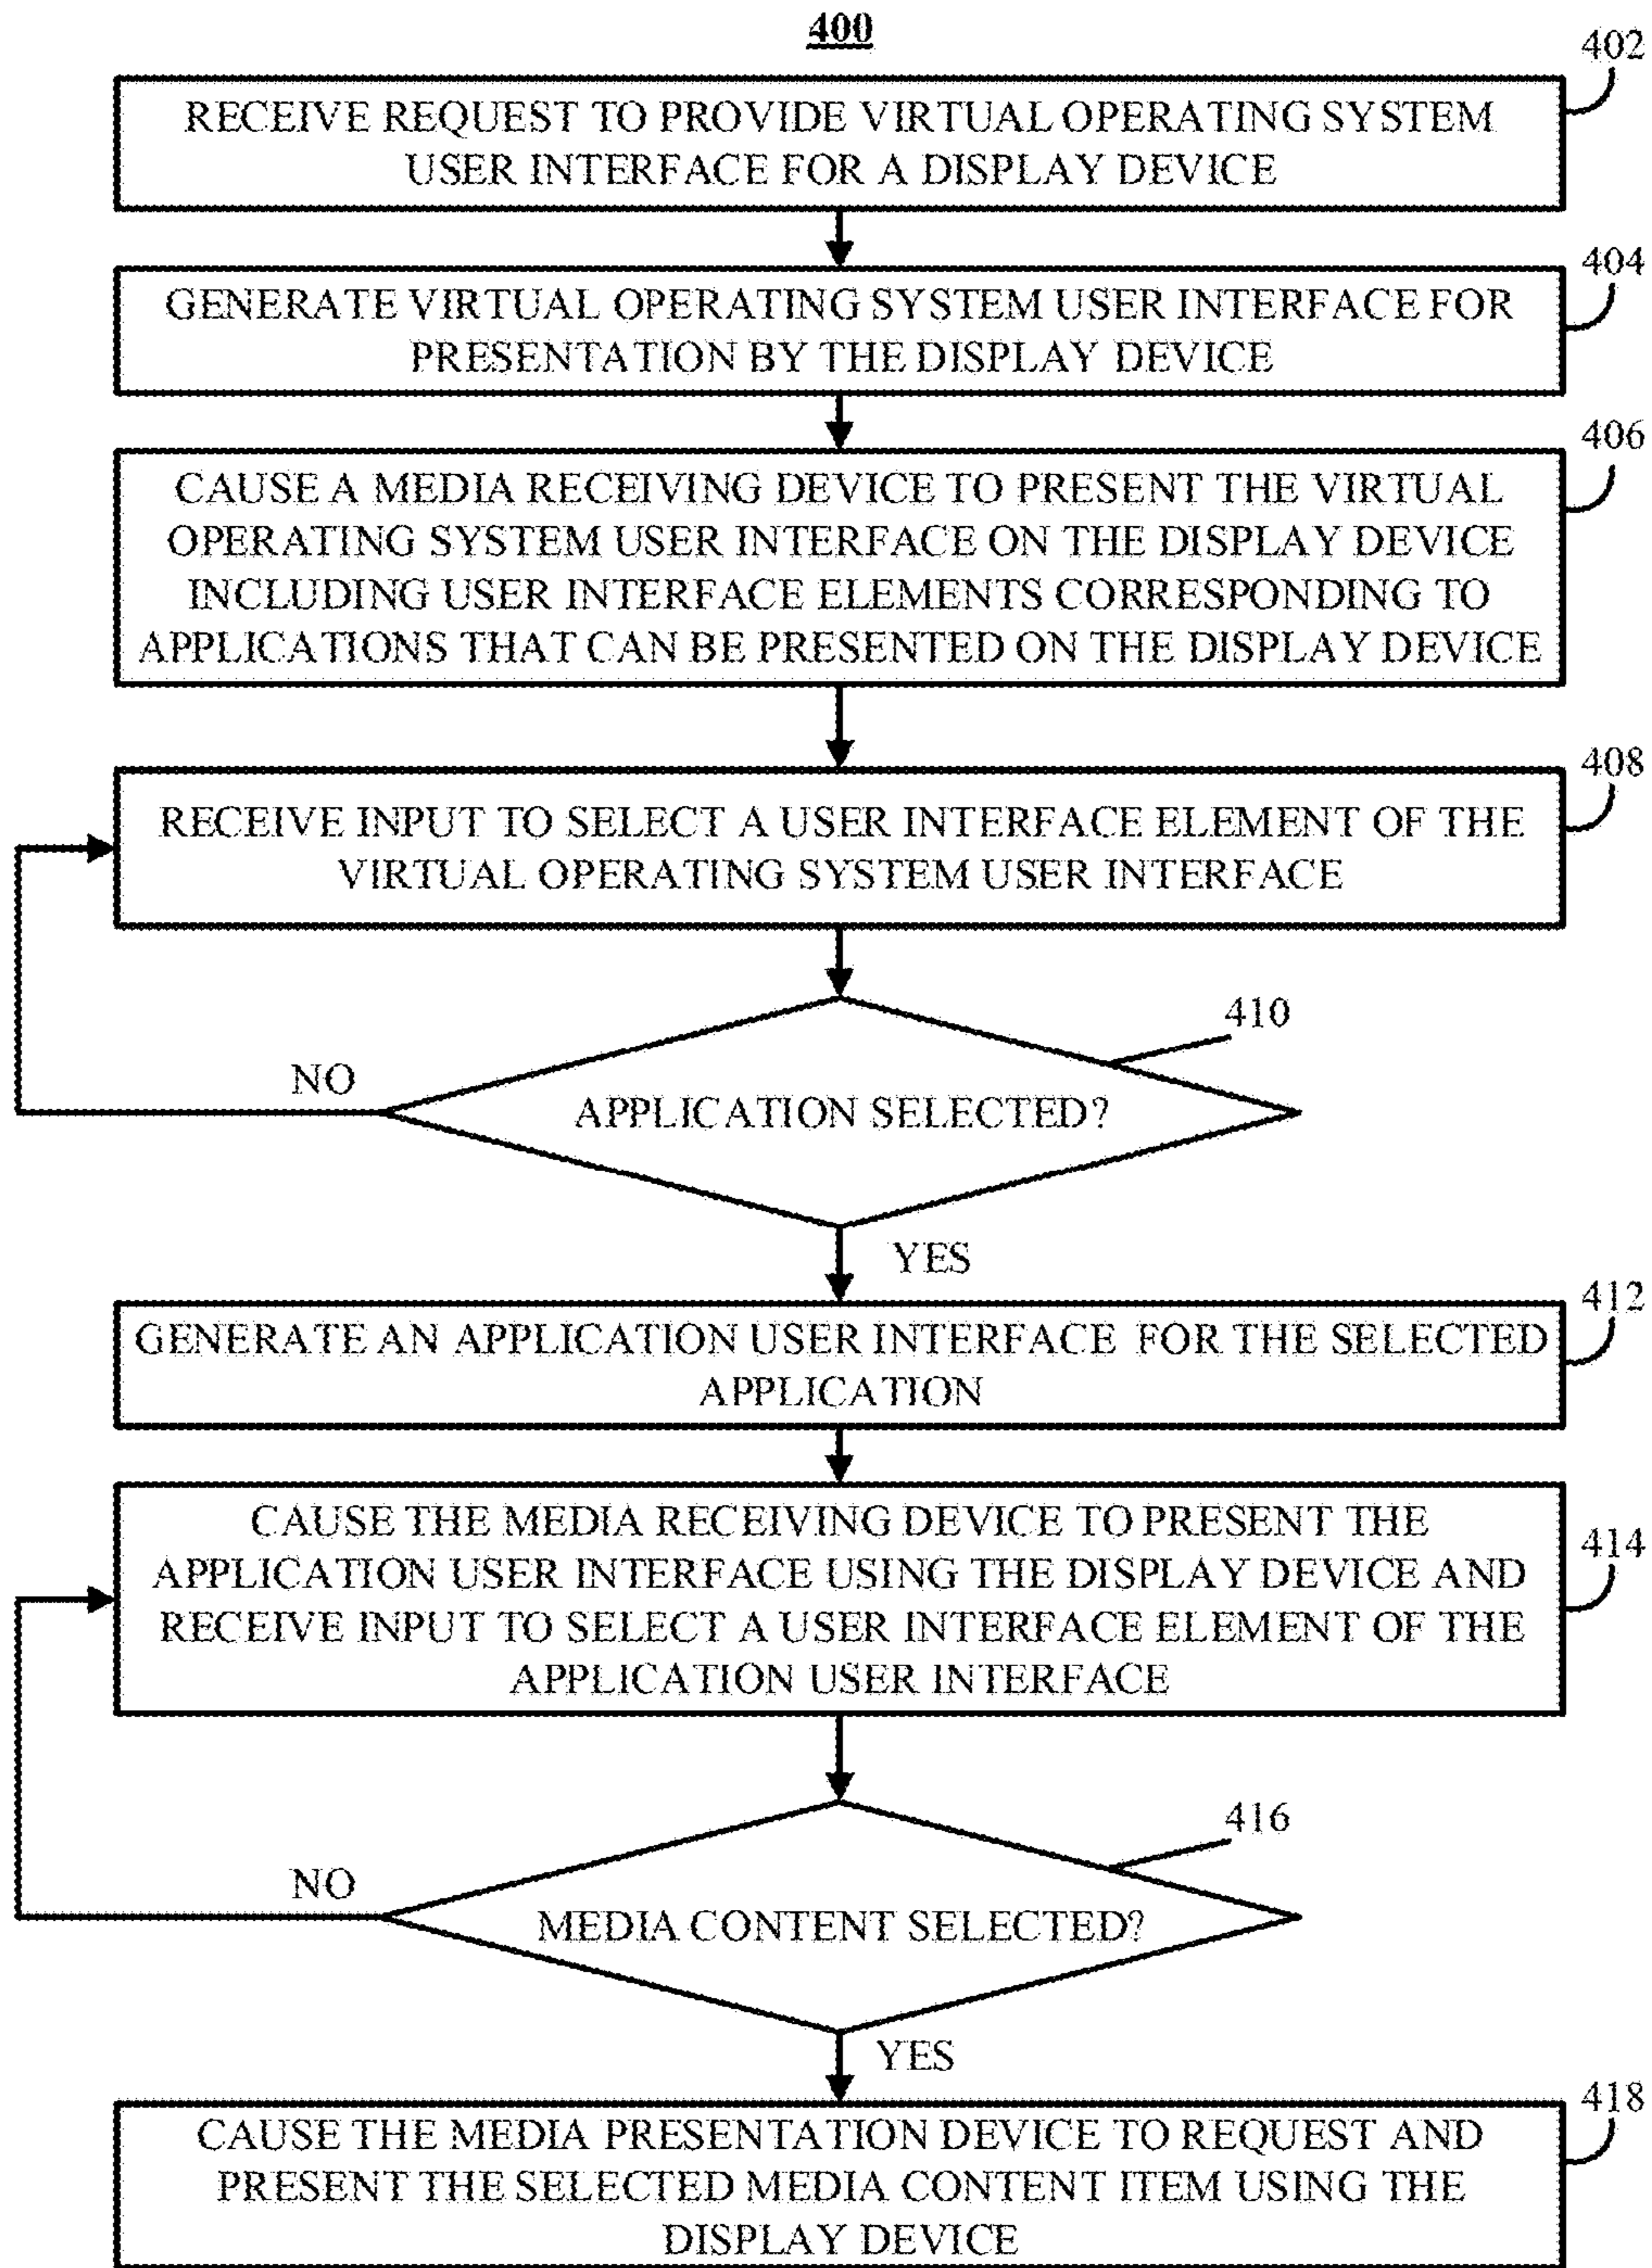 400
402
RECEIVE REQUEST TO PROVIDE VIRTUAL OPERATING SYSTEM
USER INTERFACE FOR A DISPLAY DEVICE
404
GENERATE VIRTUAL OPERATING SYSTEM USER INTERFACE FOR
PRESENTATION BY THE DISPLAY DEVICE
406
CAUSE A MEDIA RECEIVING DEVICE TO PRESENT THE VIRTUAL
OPERATING SYSTEM USER INTERFACE ON THE DISPLAY DEVICE
INCLUDING USER INTERFACE ELEMENTS CORRESPONDING TO
APPLICATIONS THAT CAN BE PRESENTED ON THE DISPLAY DEVICE
408
RECEIVE INPUT TO SELECT A USER INTERFACE ELEMENT OF THE
VIRTUAL OPERATING SYSTEM USER INTERFACE
410
NO
APPLICATION SELECTED?
YES
412
GENERATE AN APPLICATION USER INTERFACE FOR THE SELECTED
APPLICATION
CAUSE THE MEDIA RECEIVING DEVICE TO PRESENT THE
414
APPLICATION USER INTERFACE USING THE DISPLAY DEVICE AND
RECEIVE INPUT TO SELECT A USER INTERFACE ELEMENT OF THE
APPLICATION USER INTERFACE
416
NO
MEDIA CONTENT SELECTED?
YES
418
CAUSE THE MEDIA PRESENTATION DEVICE TO REQUEST AND
PRESENT THE SELECTED MEDIA CONTENT ITEM USING THE
DISPLAY DEVICE